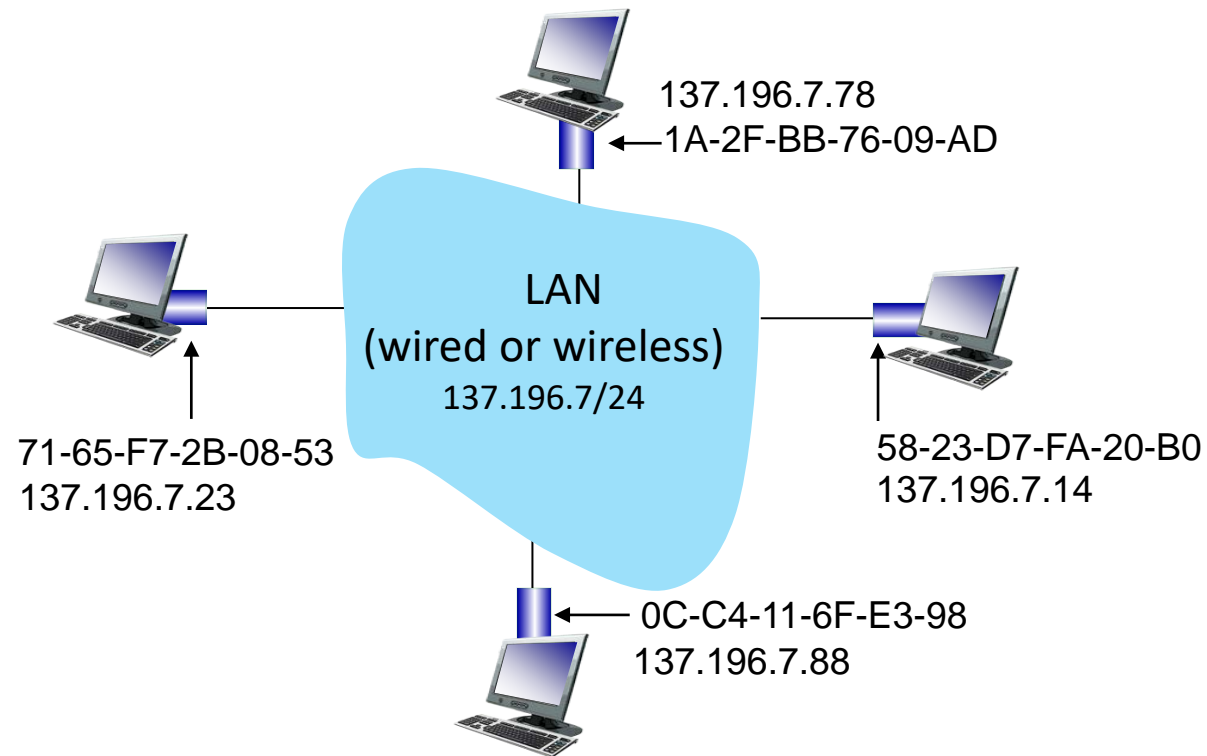 137.196.7.78
1A-2F-BB-76-09-AD
LAN
(wired or wireless)
137.196.7/24
71-65-F7-2B-08-53
137.196.7.23
58-23-D7-FA-20-B0
137.196.7.14
0C-C4-11-6F-E3-98
137.196.7.88